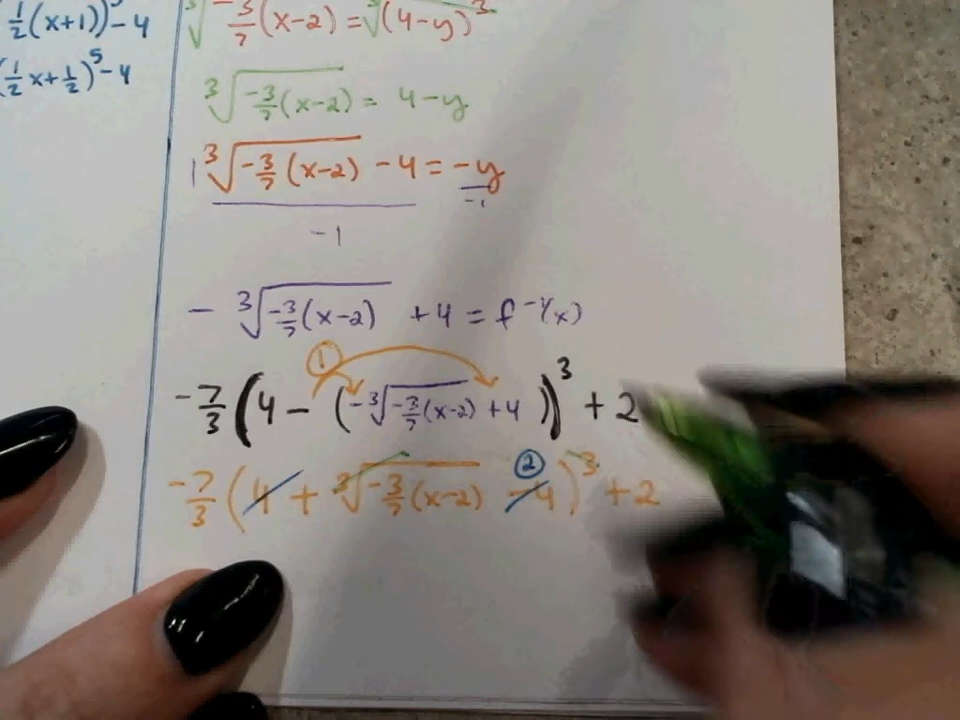 ½(x+1))⁵-4
(½x+½)⁵-4
∛(-3/7(x-2)) = ∛(4-y)³
∛(-3/7(x-2)) = 4-y
∛(-3/7(x-2)) -4 = -y
-1 -1
- ∛(-3/7(x-2)) +4 = f⁻¹(x)
①
-7/3(4-(-∛(-3/7(x-2)) +4))³+2
②
-7/3(4+∛(-3/7(x-2)) -4)³+2